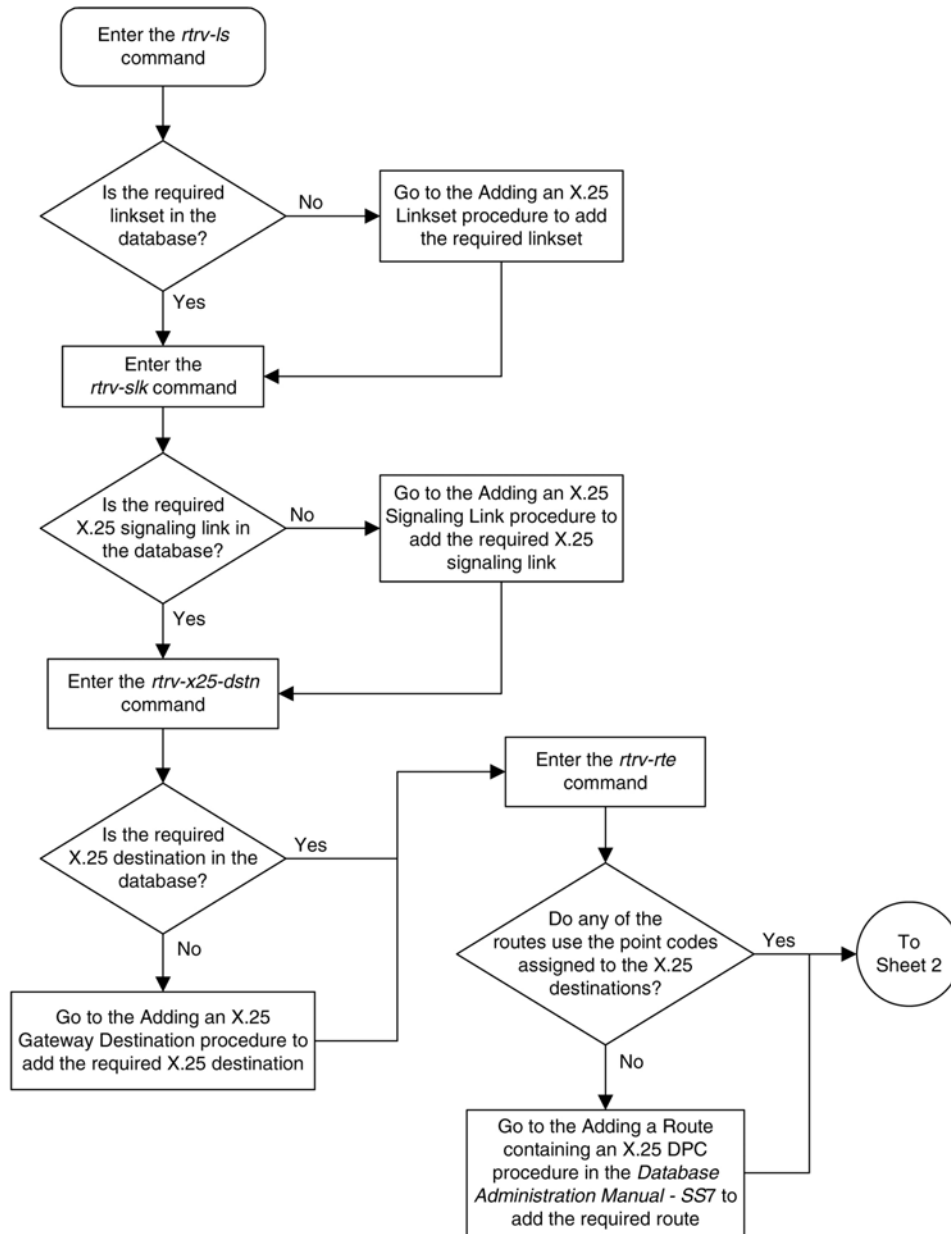 Enter the rtrv-ls
command
Is the required
linkset in the
database?
No
Go to the Adding an X.25
Linkset procedure to add
the required linkset
Yes
Enter the
rtrv-slk command
Is the required
X.25 signaling link in
the database?
No
Go to the Adding an X.25
Signaling Link procedure to
add the required X.25
signaling link
Yes
Enter the rtrv-x25-dstn
command
Is the required
X.25 destination in the
database?
Yes
No
Go to the Adding an X.25
Gateway Destination procedure to
add the required X.25 destination
Enter the rtrv-rte
command
Do any of the
routes use the point codes
assigned to the X.25
destinations?
Yes
To
Sheet 2
No
Go to the Adding a Route
containing an X.25 DPC
procedure in the Database
Administration Manual - SS7 to
add the required route